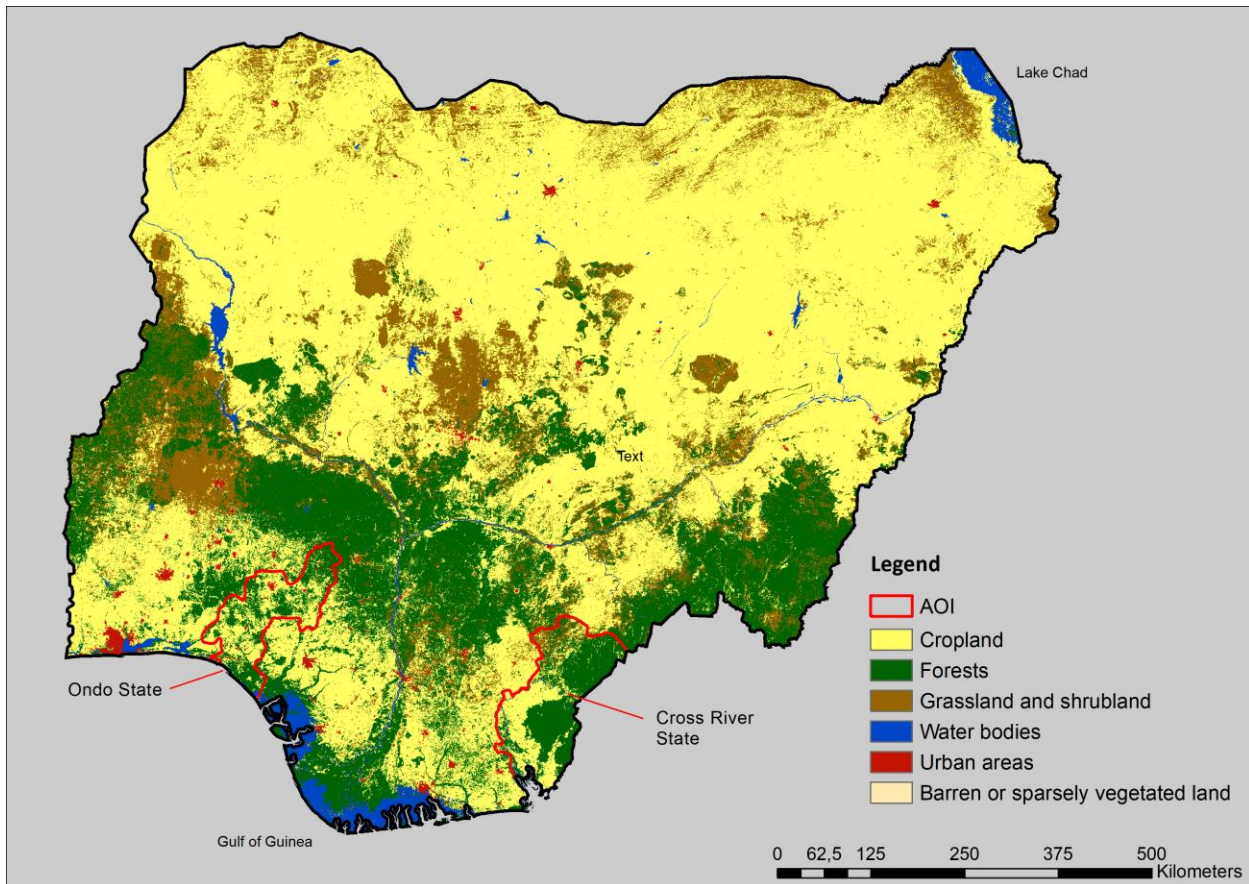 Lake Chad
Text
Ondo State
Cross River
State
Gulf of Guinea
Legend
AOI
Cropland
Forests
Grassland and shrubland
Water bodies
Urban areas
Barren or sparsely vegetated land
0 62,5 125 250 375 500
Kilometers